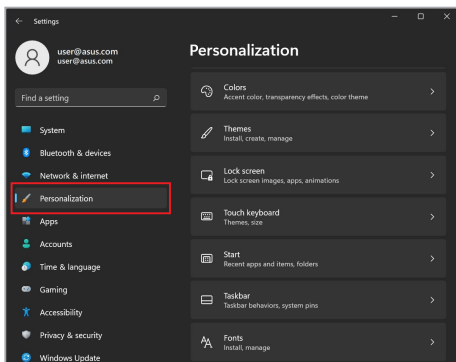 Settings
user@asus.com
user@asus.com
Find a setting
System
Bluetooth & devices
Network & internet
Personalization
Apps
Accounts
Time & language
Gaming
Accessibility
Privacy & security
Windows Update
Personalization
Colors
Accent color, transparency effects, color theme
Themes
Install, create, manage
Lock screen
Lock screen images, apps, animations
Touch keyboard
Themes, size
Start
Recent apps and items, folders
Taskbar
Taskbar behaviors, system pins
Fonts
Install, manage